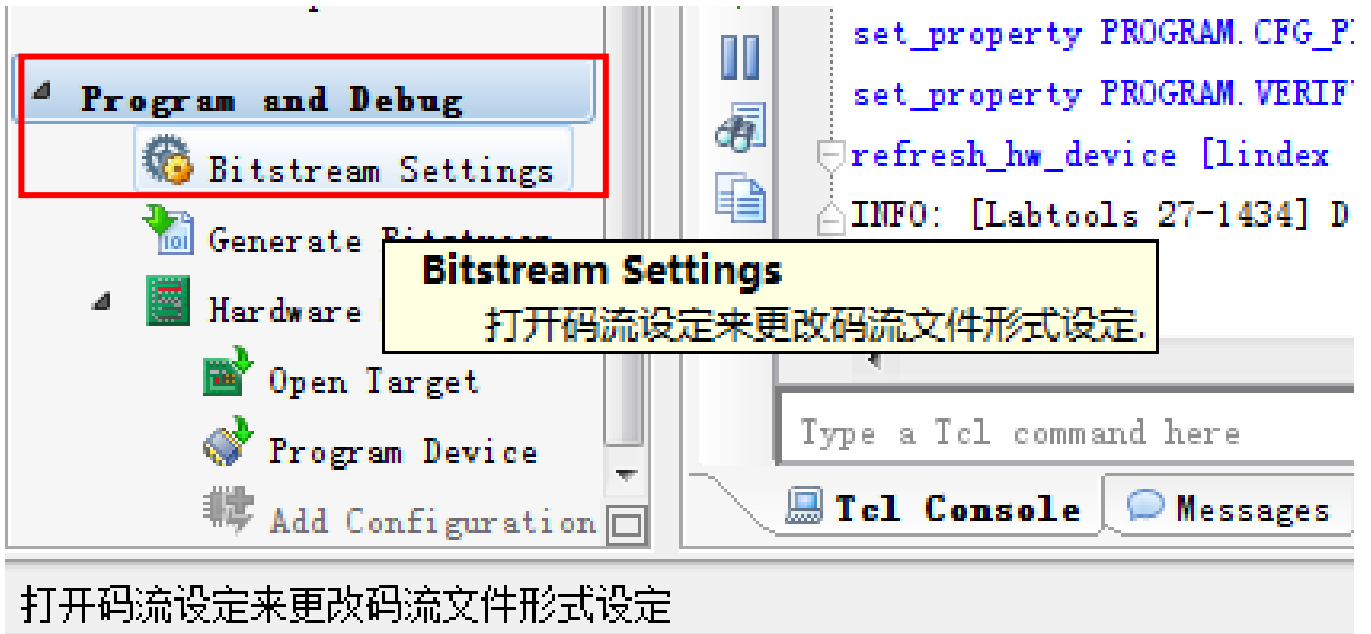 Program and Debug
Bitstream Settings
Generate Bitstream
Hardware
Open Target
Program Device
Add Configuration
Bitstream Settings
打开码流设定来更改码流文件形式设定.
set_property PROGRAM.CFG_P
set_property PROGRAM.VERIF
refresh_hw_device [lindex
INFO: [Labtools 27-1434] D
Type a Tcl command here
Tcl Console
Messages
打开码流设定来更改码流文件形式设定